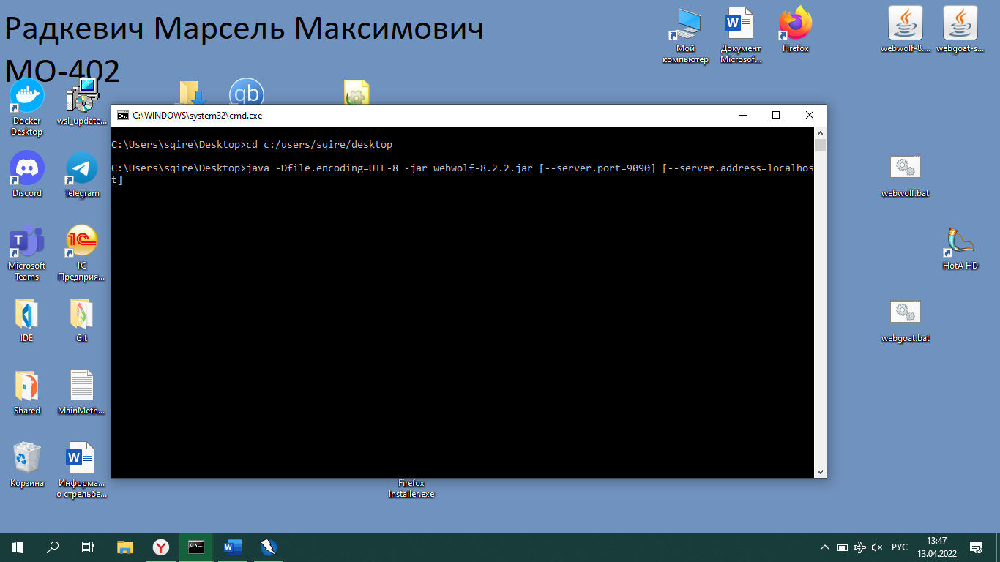 Радкевич Марсель Максимович
МО-402
Мой
компьютер
Документ
Microsof...
Firefox
webwolf-8....
webgoat-s...
Docker
Desktop
wsl_update...
C:\WINDOWS\system32\cmd.exe
C:\Users\sqire\Desktop>cd c:/users/sqire/desktop
C:\Users\sqire\Desktop>java -Dfile.encoding=UTF-8 -jar webwolf-8.2.2.jar [--server.port=9090] [--server.address=localhos
t]
Discord
Telegram
webwolf.bat
Microsoft
Teams
1C
Предприя...
HotA HD
IDE
Git
webgoat.bat
Shared
MainMeth...
Корзина
Информа...
о стрельбе...
Firefox
Installer.exe
РУС
13:47
13.04.2022